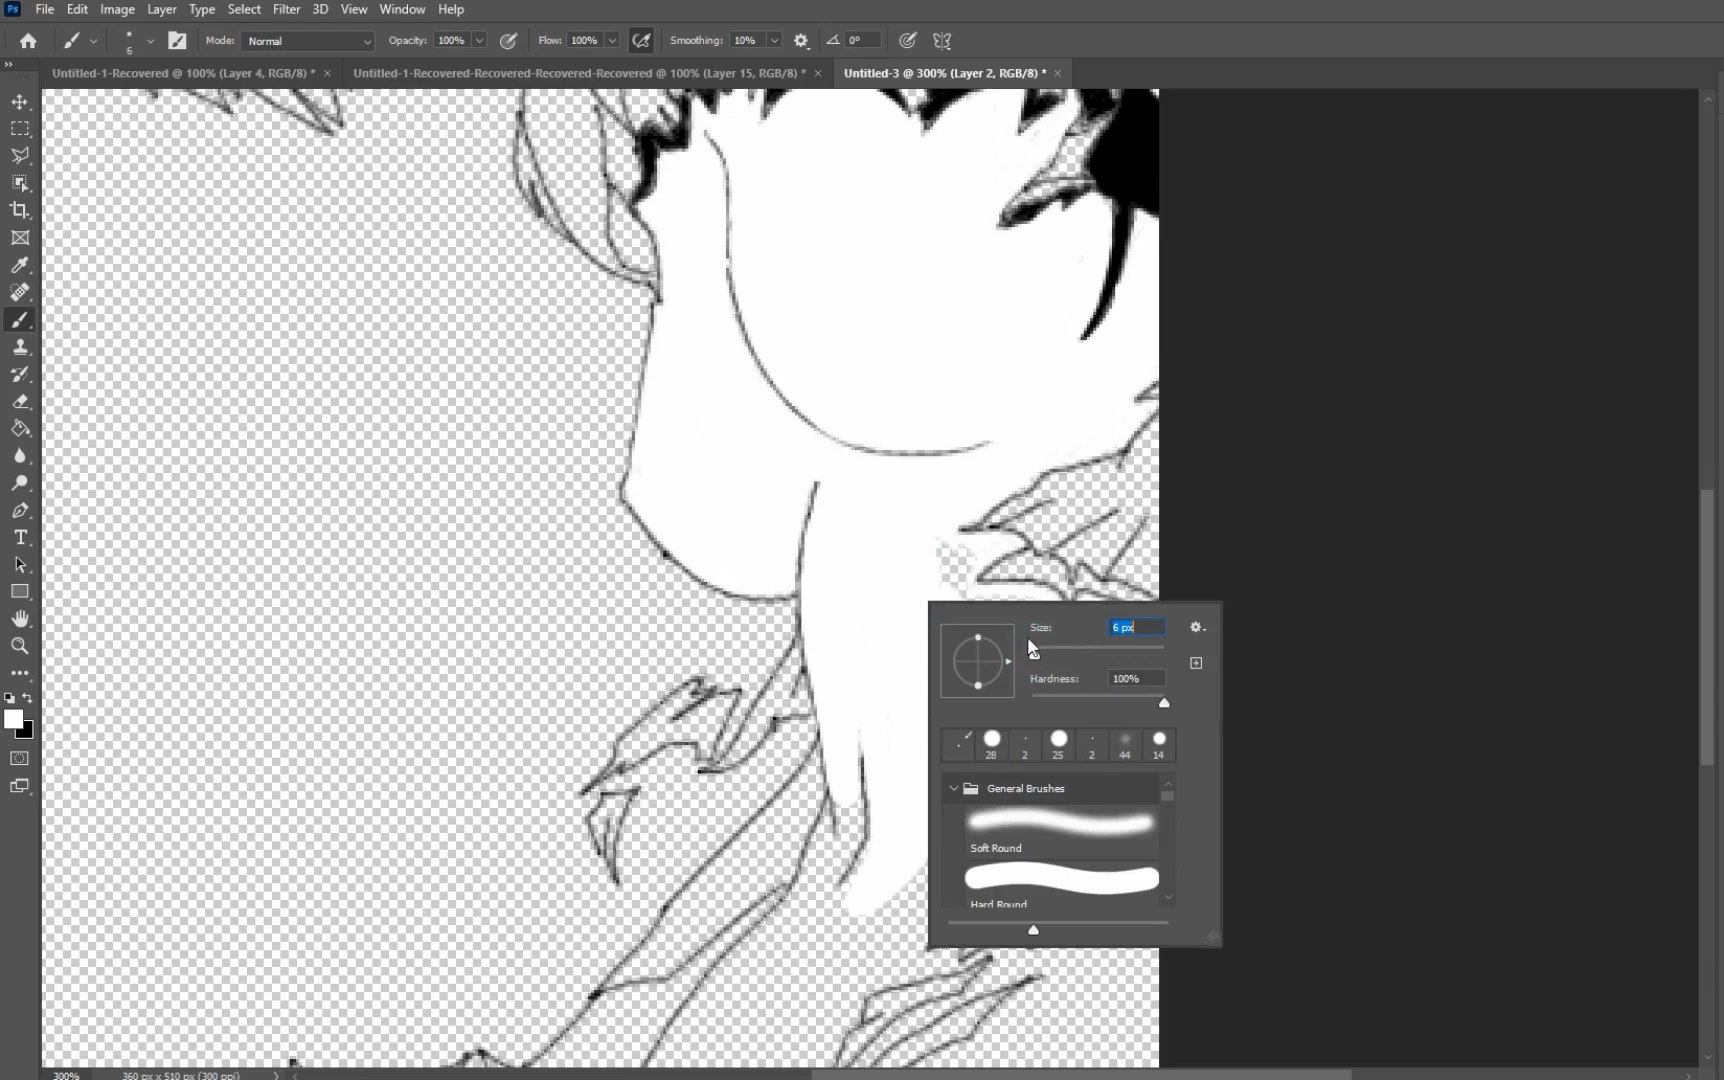 Ps File Edit Image Layer Type Select Filter 3D View Window Help
6 Mode: Normal Opacity: 100% Flow: 100% Smoothing: 10% 0°
Untitled-1-Recovered @ 100% (Layer 4, RGB/8) * × Untitled-1-Recovered-Recovered-Recovered-Recovered @ 100% (Layer 15, RGB/8) * × Untitled-3 @ 300% (Layer 2, RGB/8) * ×
T
Size: 6 px
Hardness: 100%
28 2 25 2 44 14
General Brushes
Soft Round
Hard Round
300% 360 px x 510 px (300 ppi)